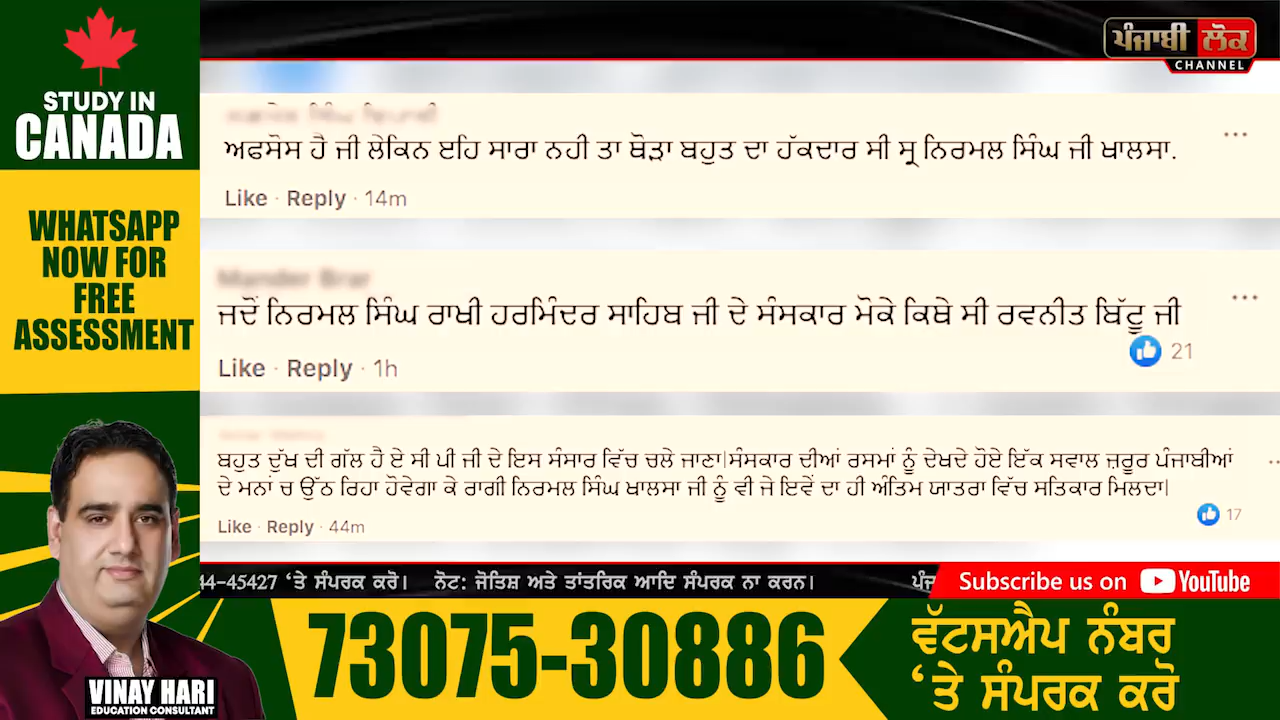 STUDY IN
CANADA
WHATSAPP
NOW FOR
FREE
ASSESSMENT
ਪੰਜਾਬੀ ਲੋਕ
CHANNEL
ਅਫਸੋਸ ਹੈ ਜੀ ਲੇਕਿਨ ਏਹਿ ਸਾਰਾ ਨਹੀ ਤਾ ਥੋੜਾ ਬਹੁਤ ਦਾ ਹੱਕਦਾਰ ਸੀ ਸ੍ਰ ਨਿਰਮਲ ਸਿੰਘ ਜੀ ਖਾਲਸਾ.
Like · Reply · 14m
Mander Brar
ਜਦੋਂ ਨਿਰਮਲ ਸਿੰਘ ਰਾਖੀ ਹਰਮਿੰਦਰ ਸਾਹਿਬ ਜੀ ਦੇ ਸੰਸਕਾਰ ਮੌਕੇ ਕਿਥੇ ਸੀ ਰਵਨੀਤ ਬਿੱਟੂ ਜੀ
21
Like · Reply · 1h
ਬਹੁਤ ਦੁੱਖ ਦੀ ਗੱਲ ਹੈ ਏ ਸੀ ਪੀ ਜੀ ਦੇ ਇਸ ਸੰਸਾਰ ਵਿੱਚ ਚਲੇ ਜਾਣਾ।ਸੰਸਕਾਰ ਦੀਆਂ ਰਸਮਾਂ ਨੂੰ ਦੇਖਦੇ ਹੋਏ ਇੱਕ ਸਵਾਲ ਜ਼ਰੂਰ ਪੰਜਾਬੀਆਂ
ਦੇ ਮਨਾਂ ਚ ਉੱਠ ਰਿਹਾ ਹੋਵੇਗਾ ਕੇ ਰਾਗੀ ਨਿਰਮਲ ਸਿੰਘ ਖਾਲਸਾ ਜੀ ਨੂੰ ਵੀ ਜੇ ਇਵੇਂ ਦਾ ਹੀ ਅੰਤਿਮ ਯਾਤਰਾ ਵਿੱਚ ਸਤਿਕਾਰ ਮਿਲਦਾ।
17
Like · Reply · 44m
44-45427 ‘ਤੇ ਸੰਪਰਕ ਕਰੋ। ਨੋਟ: ਜੋਤਿਸ਼ ਅਤੇ ਤਾਂਤਰਿਕ ਆਦਿ ਸੰਪਰਕ ਨਾ ਕਰਨ।
Subscribe us on YouTube
73075-30886
ਵੱਟਸਐਪ ਨੰਬਰ
‘ਤੇ ਸੰਪਰਕ ਕਰੋ
VINAY HARI
EDUCATION CONSULTANT